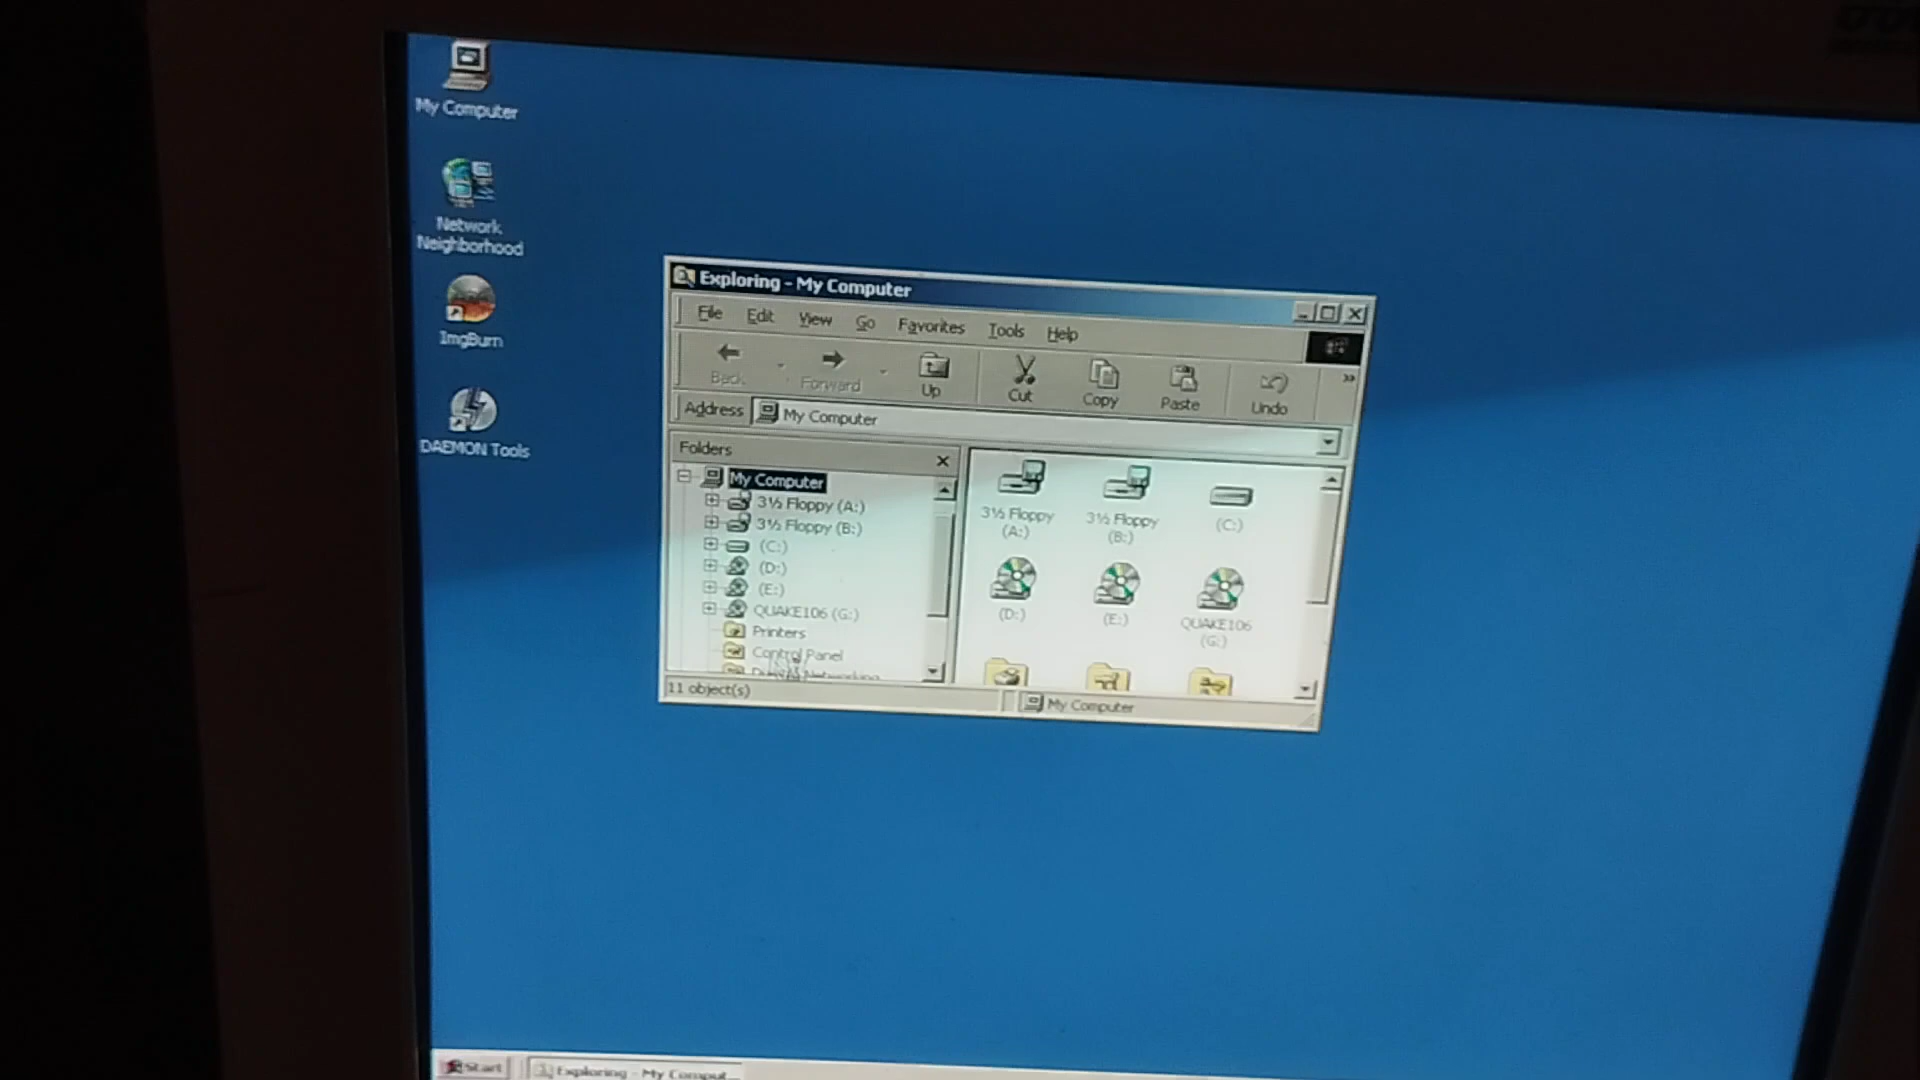 My Computer
Network
Neighborhood
ImgBurn
DAEMON Tools
Exploring - My Computer
File Edit View Go Favorites Tools Help
Back Forward Up Cut Copy Paste Undo
Address My Computer
Folders
My Computer
3½ Floppy (A:)
3½ Floppy (B:)
(C:)
(D:)
(E:)
QUAKE106 (G:)
Printers
Control Panel
Networking
3½ Floppy
(A:)
3½ Floppy
(B:)
(C:)
(D:)
(E:)
QUAKE106
(G:)
11 object(s)
My Computer
Start
Exploring - My Comput...